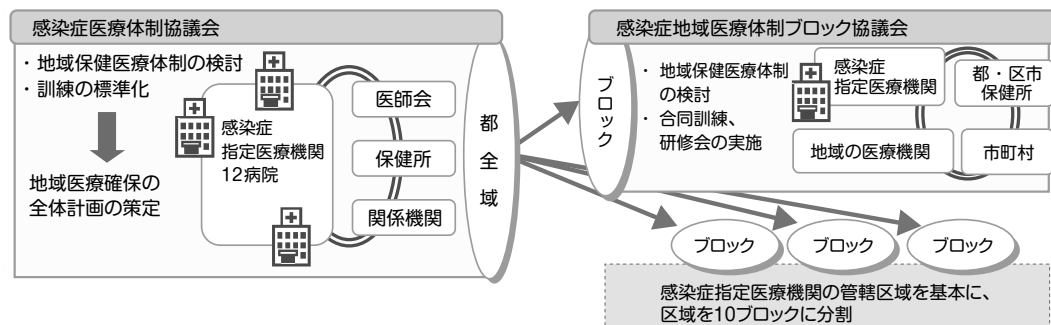 感染症医療体制協議会
・ 地域保健医療体制の検討
・ 訓練の標準化
地域医療確保の
全体計画の策定
感染症
指定医療機関
12病院
医師会
保健所
関係機関
都全域
感染症地域医療体制ブロック協議会
ブロック
・ 地域保健医療体制
の検討
・ 合同訓練、
研修会の実施
感染症
指定医療機関
都・区市
保健所
地域の医療機関
市町村
ブロック
ブロック
ブロック
感染症指定医療機関の管轄区域を基本に、
区域を10ブロックに分割